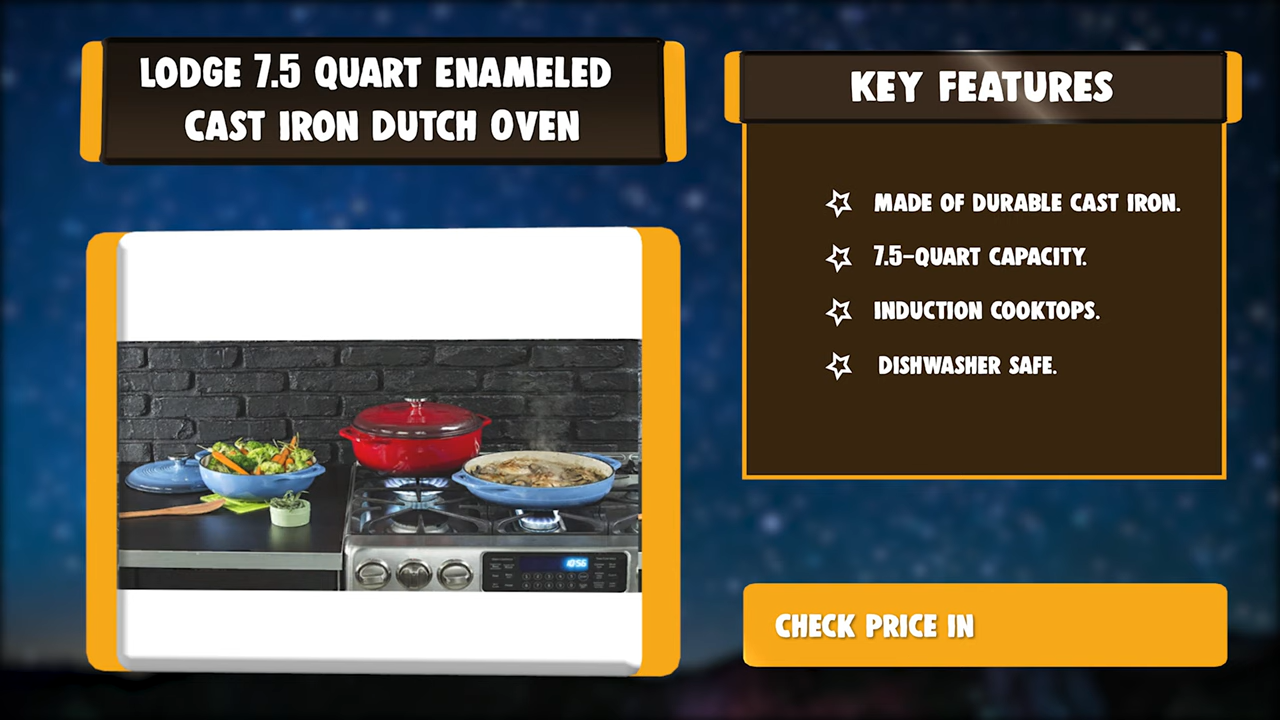 LODGE 7.5 QUART ENAMELED
CAST IRON DUTCH OVEN
KEY FEATURES
MADE OF DURABLE CAST IRON.
7.5-QUART CAPACITY.
INDUCTION COOKTOPS.
DISHWASHER SAFE.
10:56
CHECK PRICE IN